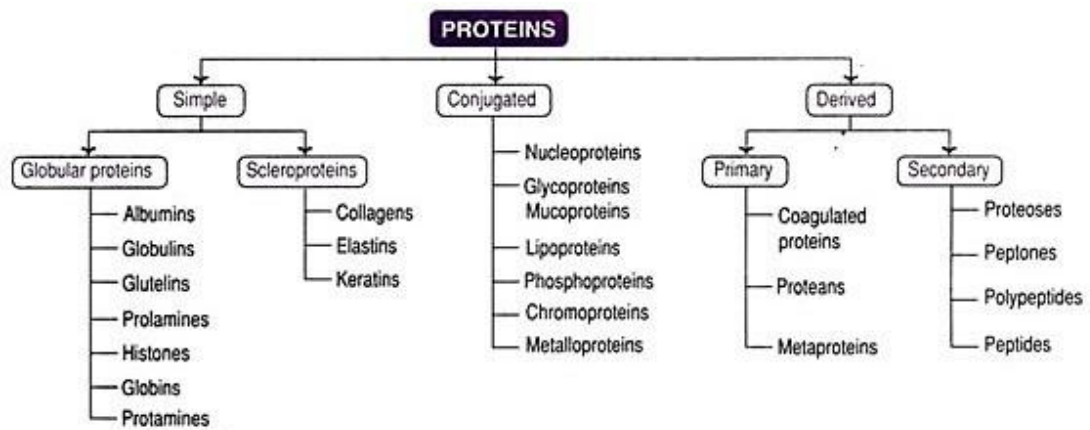 PROTEINS
Simple
Conjugated
Derived
Globular proteins
Scleroproteins
Primary
Secondary
Albumins
Globulins
Glutelins
Prolamines
Histones
Globins
Protamines
Collagens
Elastins
Keratins
Nucleoproteins
Glycoproteins
Mucoproteins
Lipoproteins
Phosphoproteins
Chromoproteins
Metalloproteins
Coagulated
proteins
Proteans
Metaproteins
Proteoses
Peptones
Polypeptides
Peptides